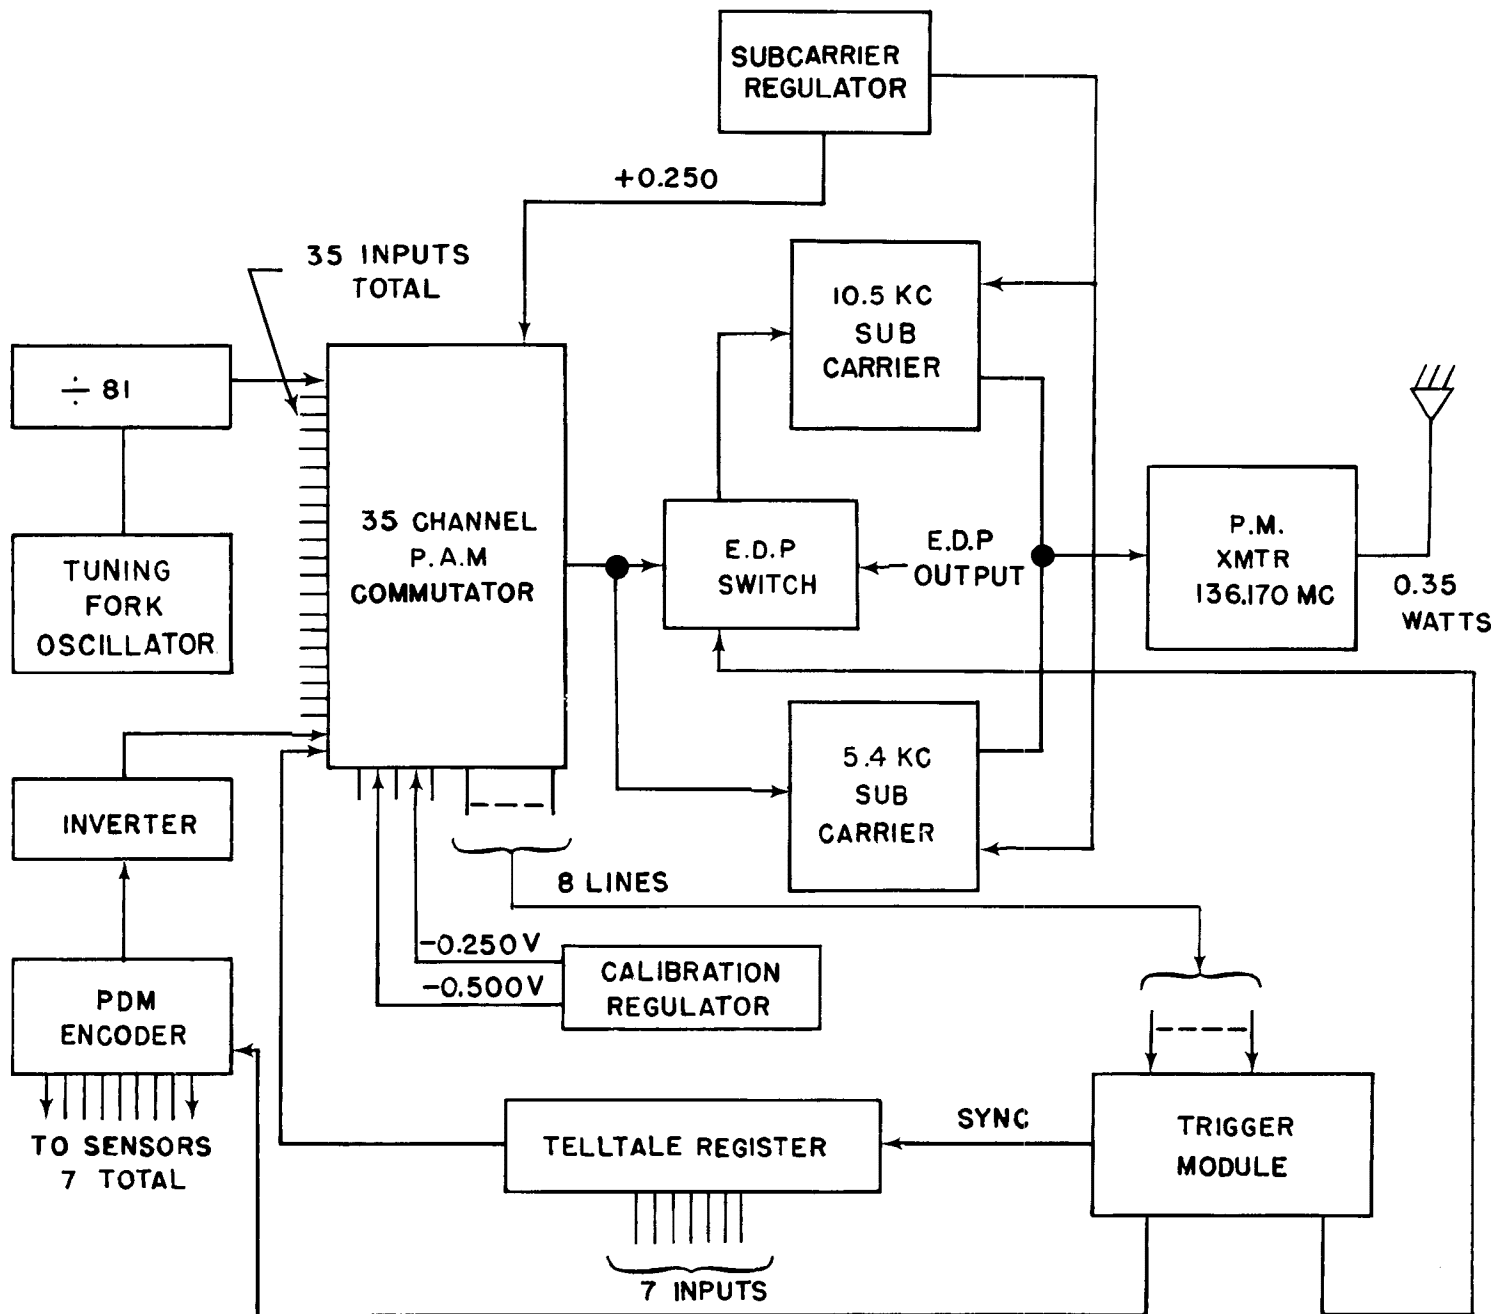 SUBCARRIER
REGULATOR
+0.250
35 INPUTS
TOTAL
10.5 KC
SUB
CARRIER
÷ 81
35 CHANNEL
P.A.M
COMMUTATOR
E.D.P
SWITCH
E.D.P
OUTPUT
P.M.
XMTR
136.170 MC
0.35
WATTS
TUNING
FORK
OSCILLATOR
5.4 KC
SUB
CARRIER
INVERTER
8 LINES
-0.250V
-0.500V
CALIBRATION
REGULATOR
PDM
ENCODER
TO SENSORS
7 TOTAL
TELLTALE REGISTER
SYNC
TRIGGER
MODULE
7 INPUTS